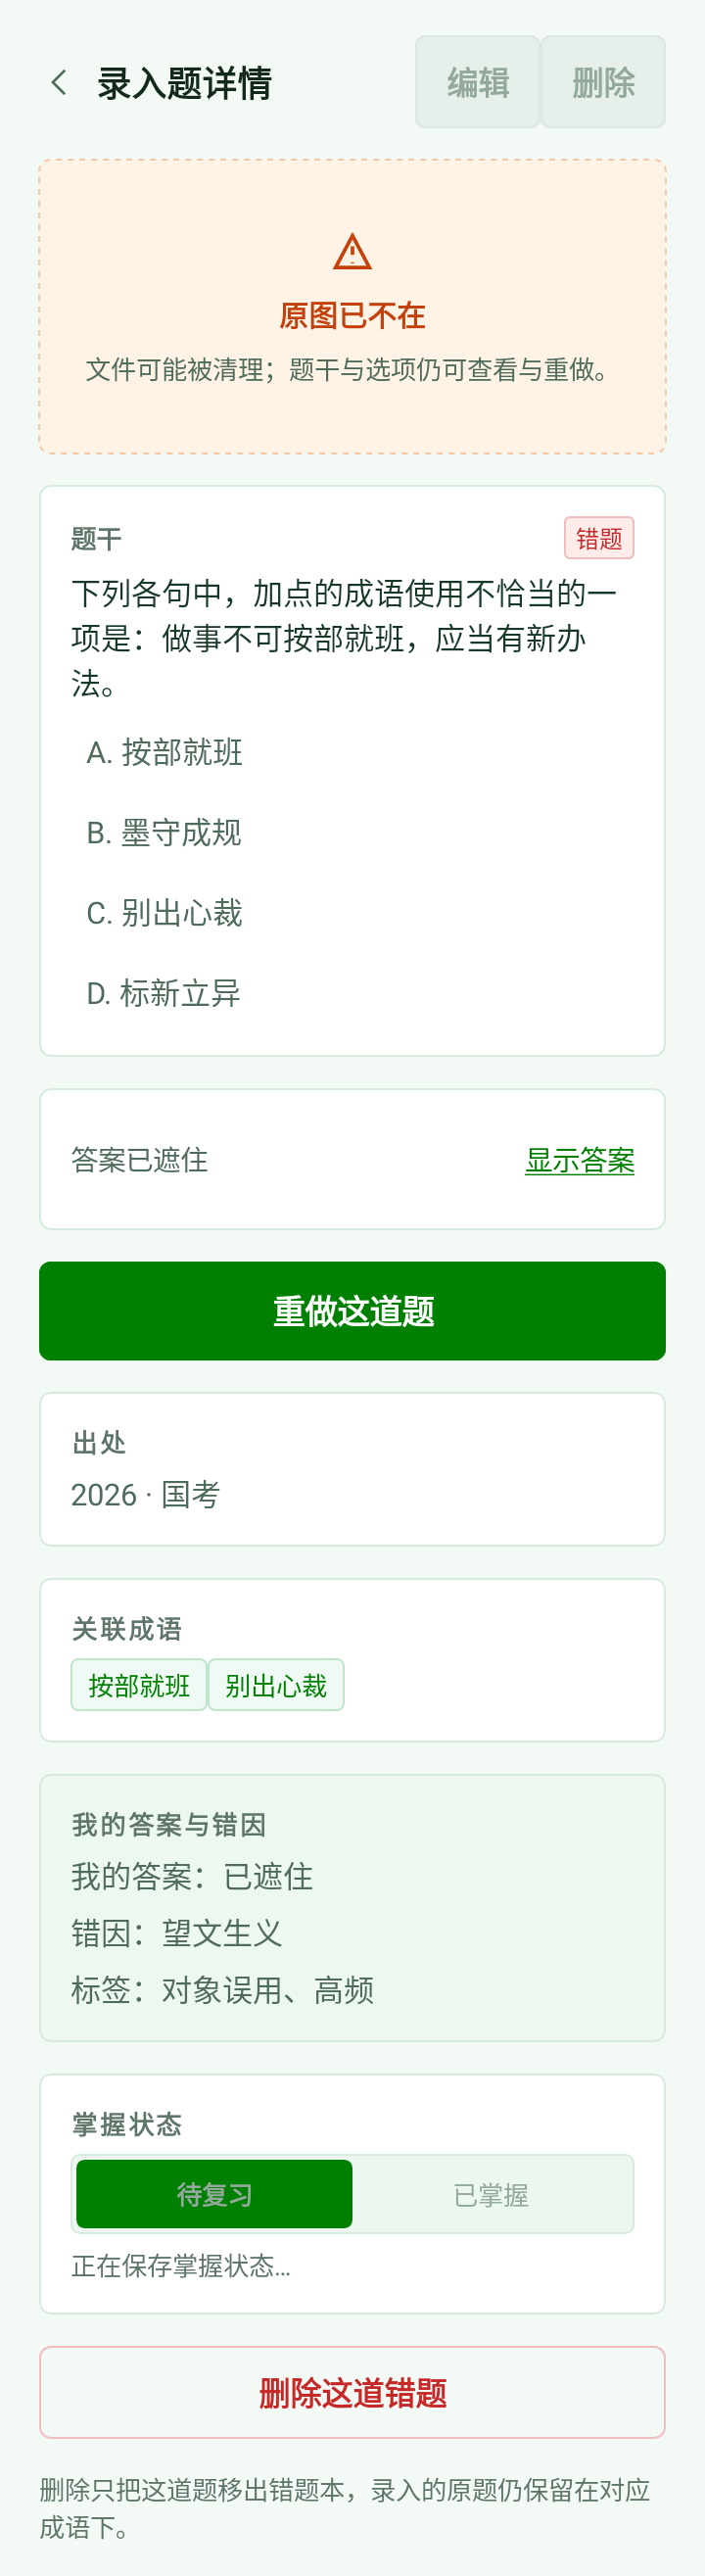 录入题详情
编辑
删除
原图已不在
文件可能被清理；题干与选项仍可查看与重做。
题干
错题
下列各句中，加点的成语使用不恰当的一
项是：做事不可按部就班，应当有新办
法。
A. 按部就班
B. 墨守成规
C. 别出心裁
D. 标新立异
答案已遮住
显示答案
重做这道题
出处
2026 · 国考
关联成语
按部就班
别出心裁
我的答案与错因
我的答案：已遮住
错因：望文生义
标签：对象误用、高频
掌握状态
待复习
已掌握
正在保存掌握状态…
删除这道错题
删除只把这道题移出错题本，录入的原题仍保留在对应
成语下。